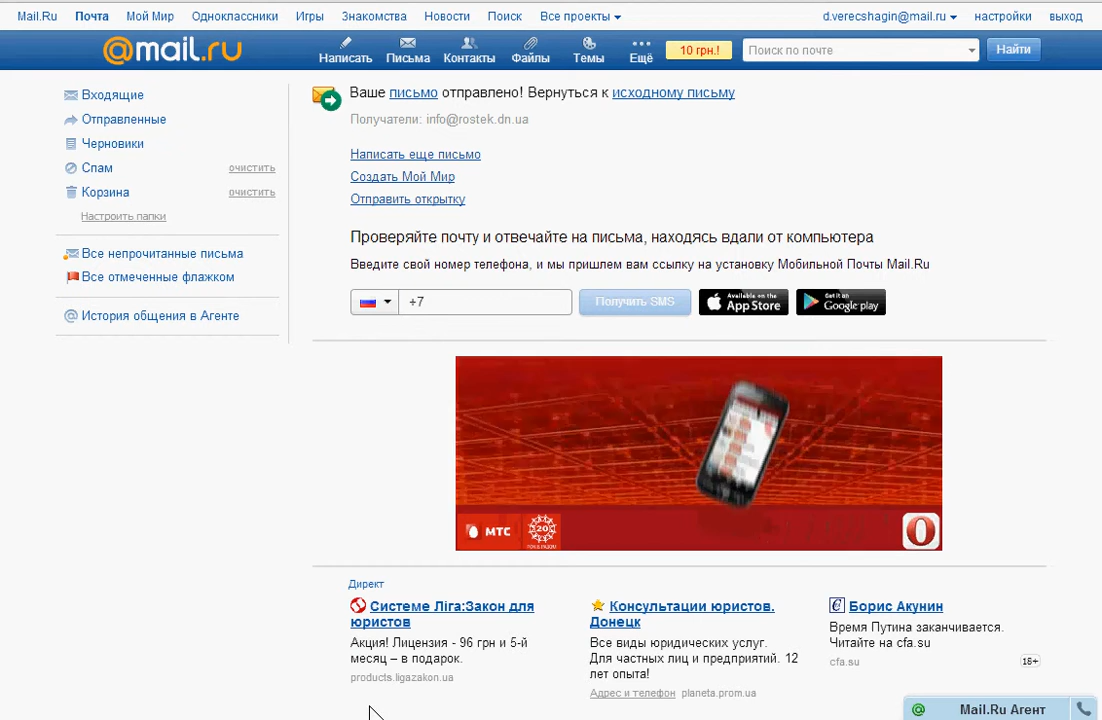 Mail.Ru Почта Мой Мир Одноклассники Игры Знакомства Новости Поиск Все проекты d.verecshagin@mail.ru настройки выход
@mail.ru Написать Письма Контакты Файлы Темы Ещё 10 грн.! Поиск по почте Найти
Входящие
Отправленные
Черновики
Спам очистить
Корзина очистить
Настроить папки
Все непрочитанные письма
Все отмеченные флажком
История общения в Агенте
Ваше письмо отправлено! Вернуться к исходному письму
Получатели: info@rostek.dn.ua
Написать еще письмо
Создать Мой Мир
Отправить открытку
Проверяйте почту и отвечайте на письма, находясь вдали от компьютера
Введите свой номер телефона, и мы пришлем вам ссылку на установку Мобильной Почты Mail.Ru
+7 Получить SMS Available on the App Store Get it on Google play
МТС 20
Директ
Системе Ліга:Закон для
юристов
Акция! Лицензия - 96 грн и 5-й
месяц – в подарок.
products.ligazakon.ua
Консультации юристов.
Донецк
Все виды юридических услуг.
Для частных лиц и предприятий. 12
лет опыта!
Адрес и телефон planeta.prom.ua
Борис Акунин
Время Путина заканчивается.
Читайте на cfa.su
cfa.su 18+
Mail.Ru Агент